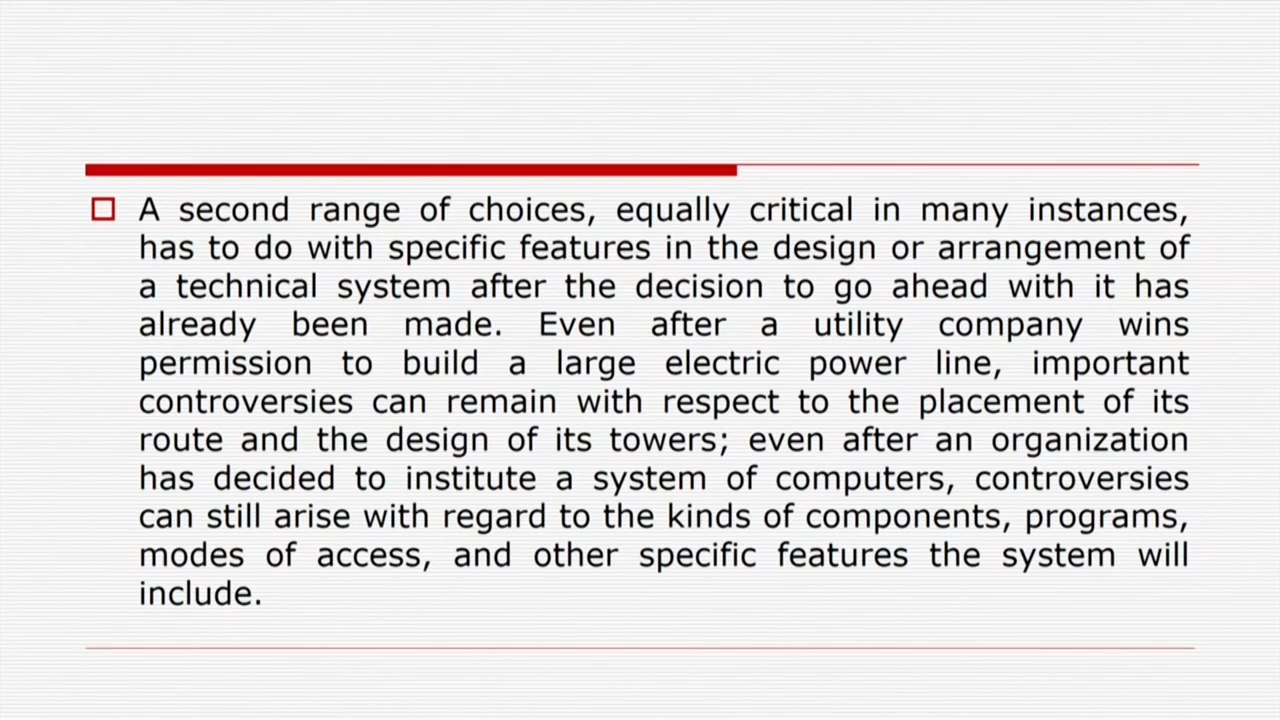 A second range of choices, equally critical in many instances,
has to do with specific features in the design or arrangement of
a technical system after the decision to go ahead with it has
already been made. Even after a utility company wins
permission to build a large electric power line, important
controversies can remain with respect to the placement of its
route and the design of its towers; even after an organization
has decided to institute a system of computers, controversies
can still arise with regard to the kinds of components, programs,
modes of access, and other specific features the system will
include.